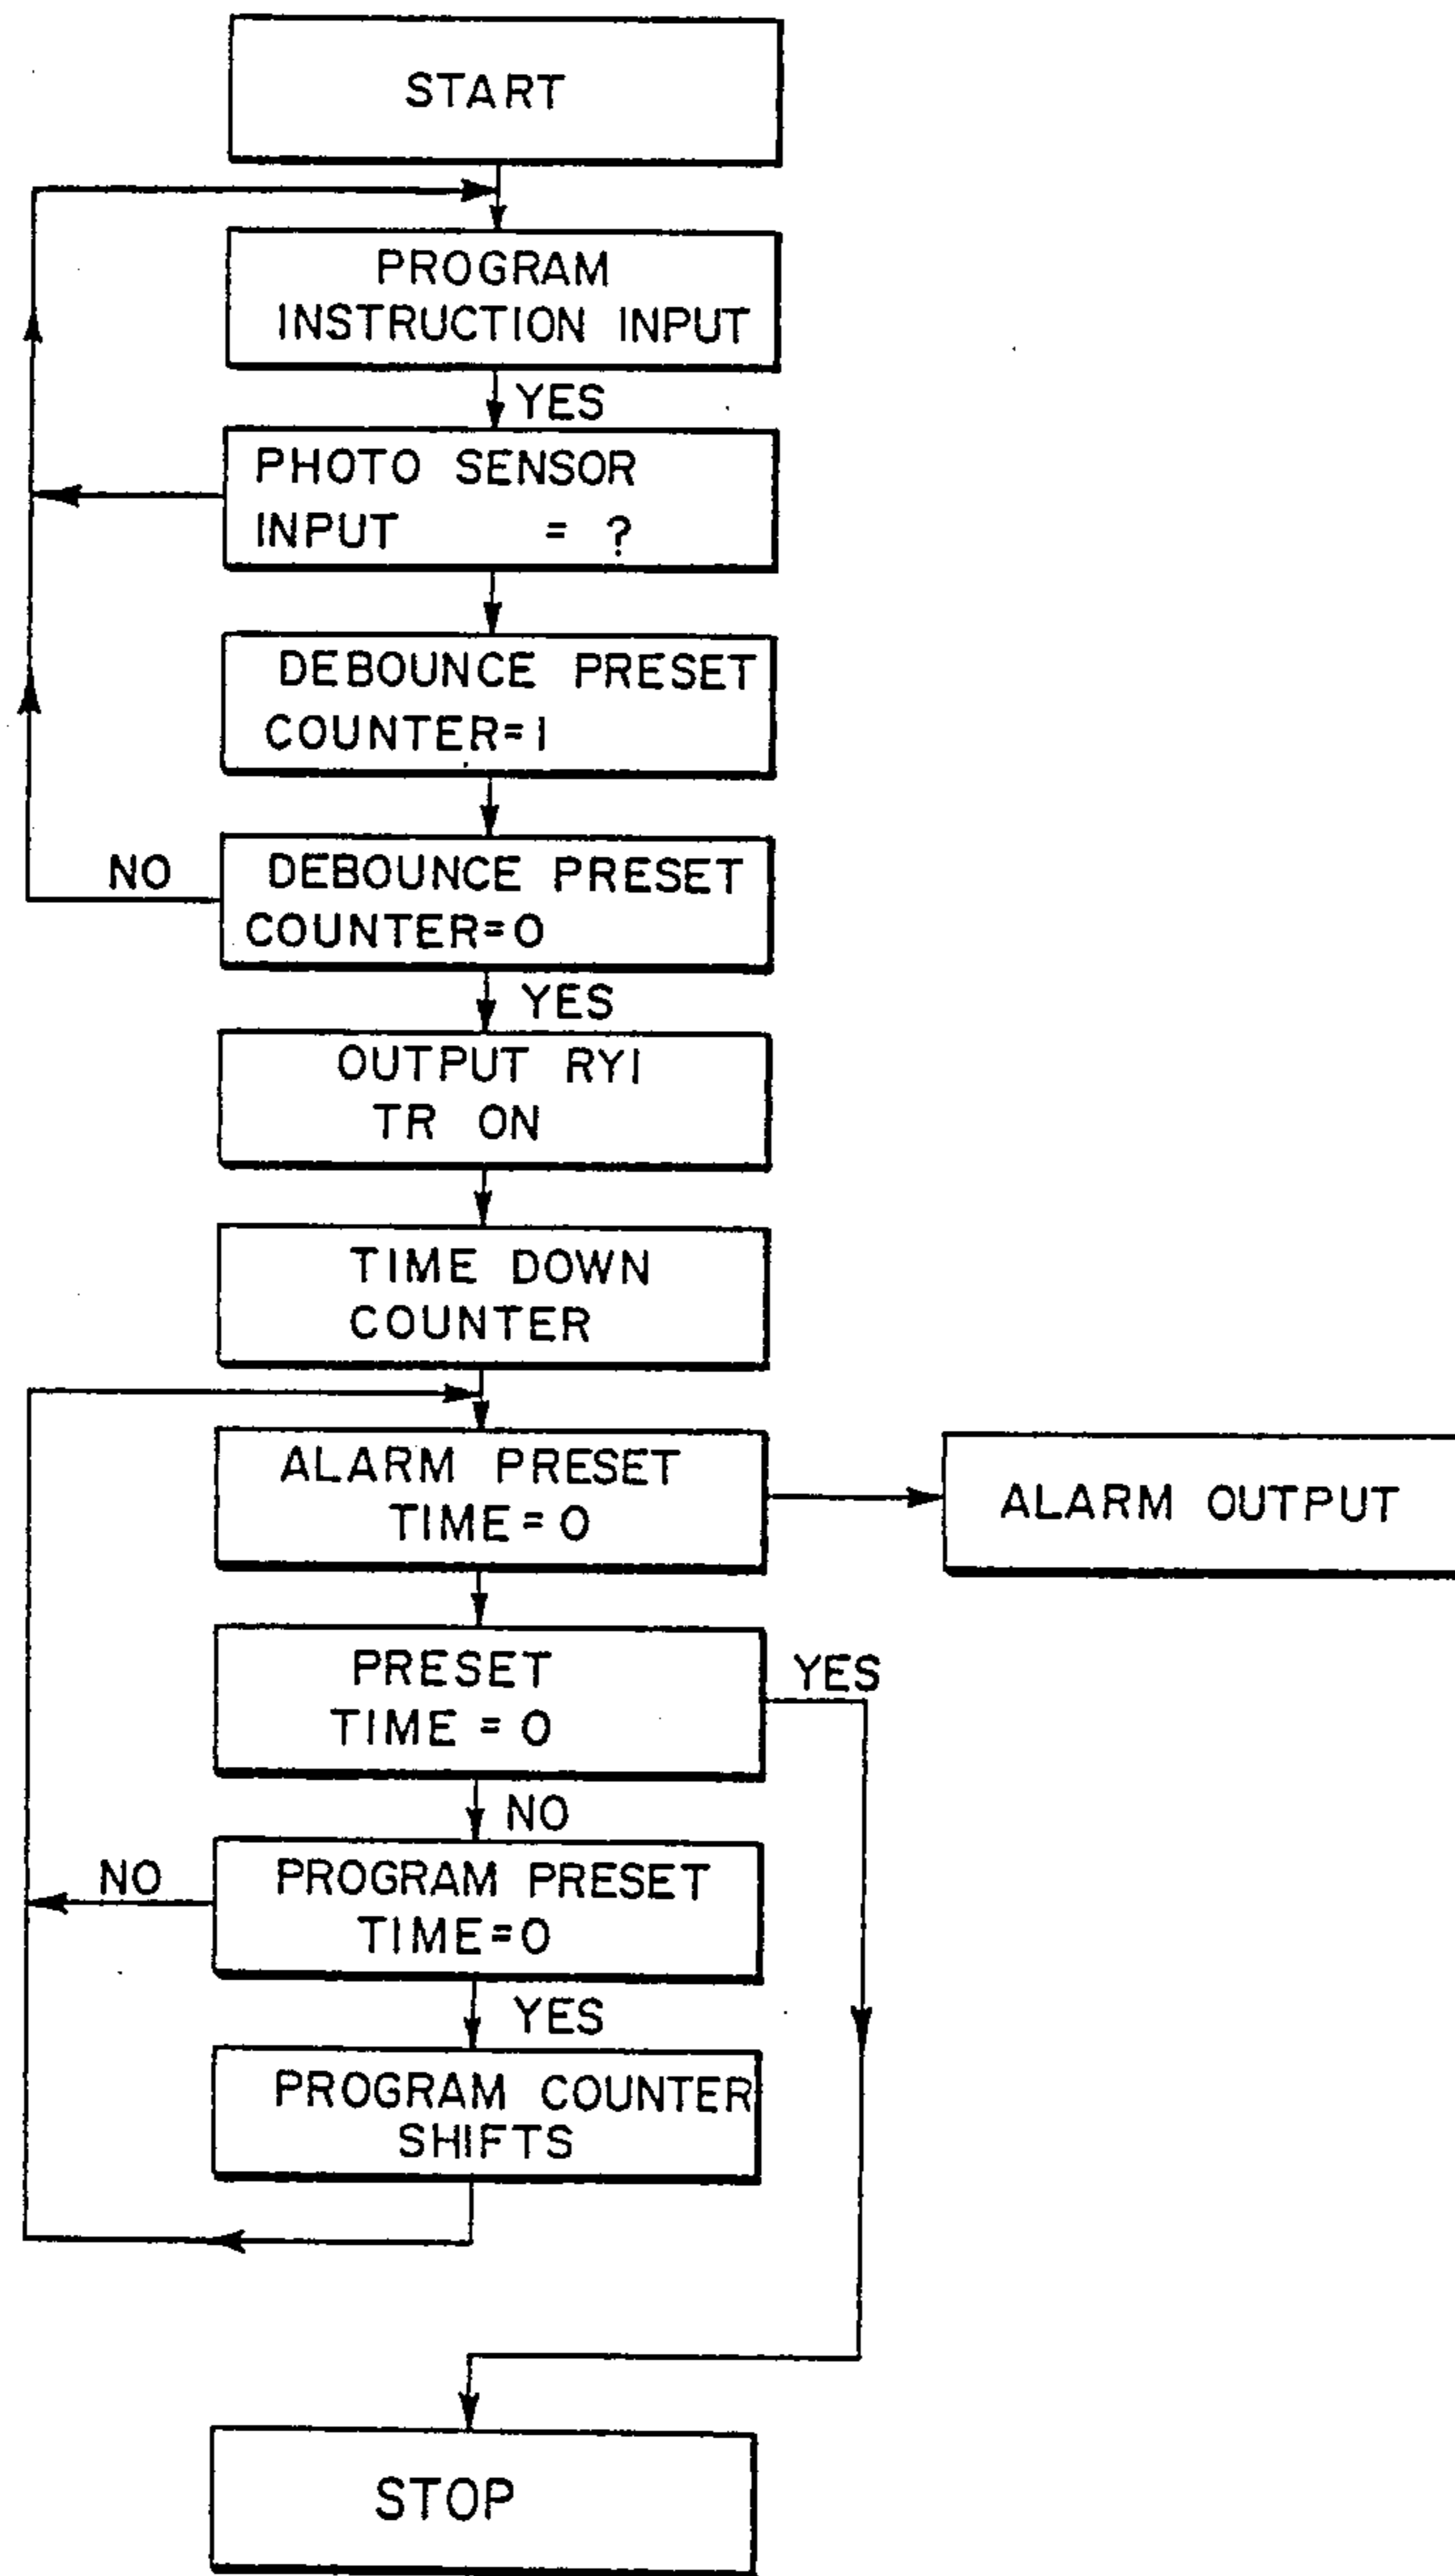 START
PROGRAM
INSTRUCTION INPUT
YES
PHOTO SENSOR
INPUT = ?
DEBOUNCE PRESET
COUNTER=1
NO
DEBOUNCE PRESET
COUNTER=0
YES
OUTPUT RY1
TR ON
TIME DOWN
COUNTER
ALARM PRESET
TIME=0
ALARM OUTPUT
PRESET
TIME=0
YES
NO
NO
PROGRAM PRESET
TIME=0
YES
PROGRAM COUNTER
SHIFTS
STOP